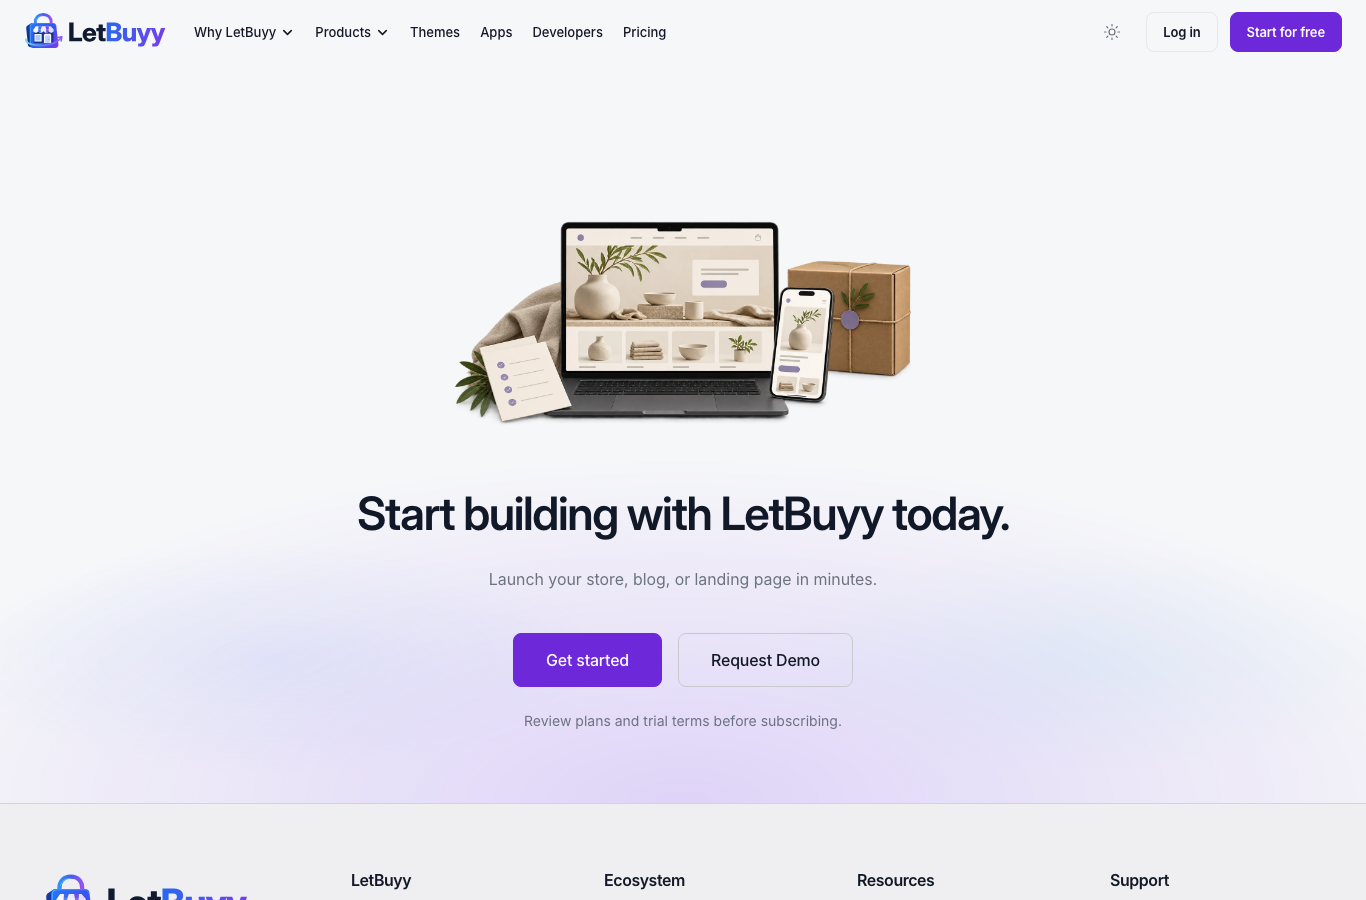 LetBuyy
Why LetBuyy
Products
Themes
Apps
Developers
Pricing
Log in
Start for free
Start building with LetBuyy today.
Launch your store, blog, or landing page in minutes.
Get started
Request Demo
Review plans and trial terms before subscribing.
LetBuyy
LetBuyy
Ecosystem
Resources
Support